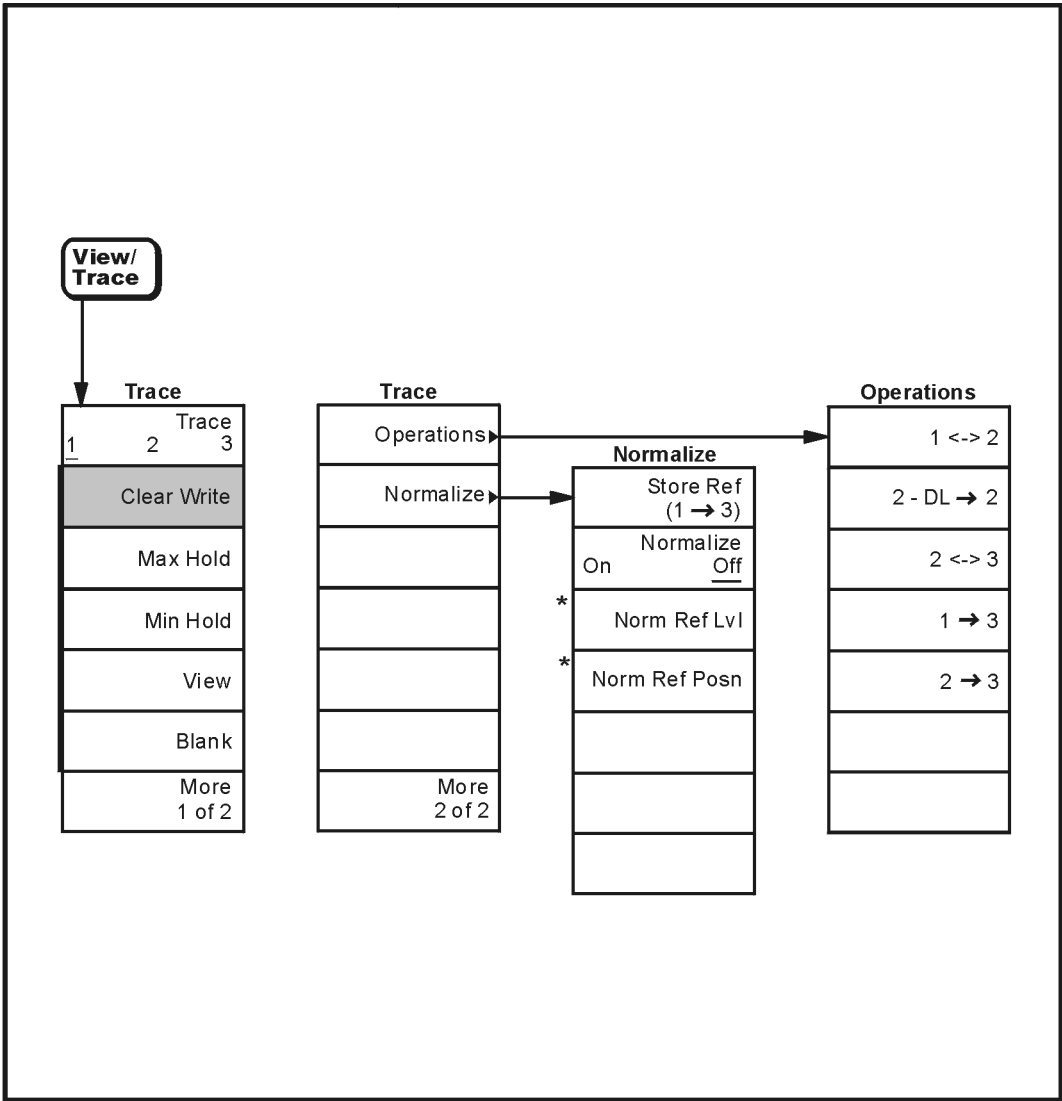 View/
Trace
Trace
Trace
1 2 3
Clear Write
Max Hold
Min Hold
View
Blank
More
1 of 2
Trace
Operations
Normalize
More
2 of 2
Normalize
Store Ref
(1 → 3)
Normalize
On Off
* Norm Ref Lvl
* Norm Ref Posn
Operations
1 <-> 2
2 - DL → 2
2 <-> 3
1 → 3
2 → 3